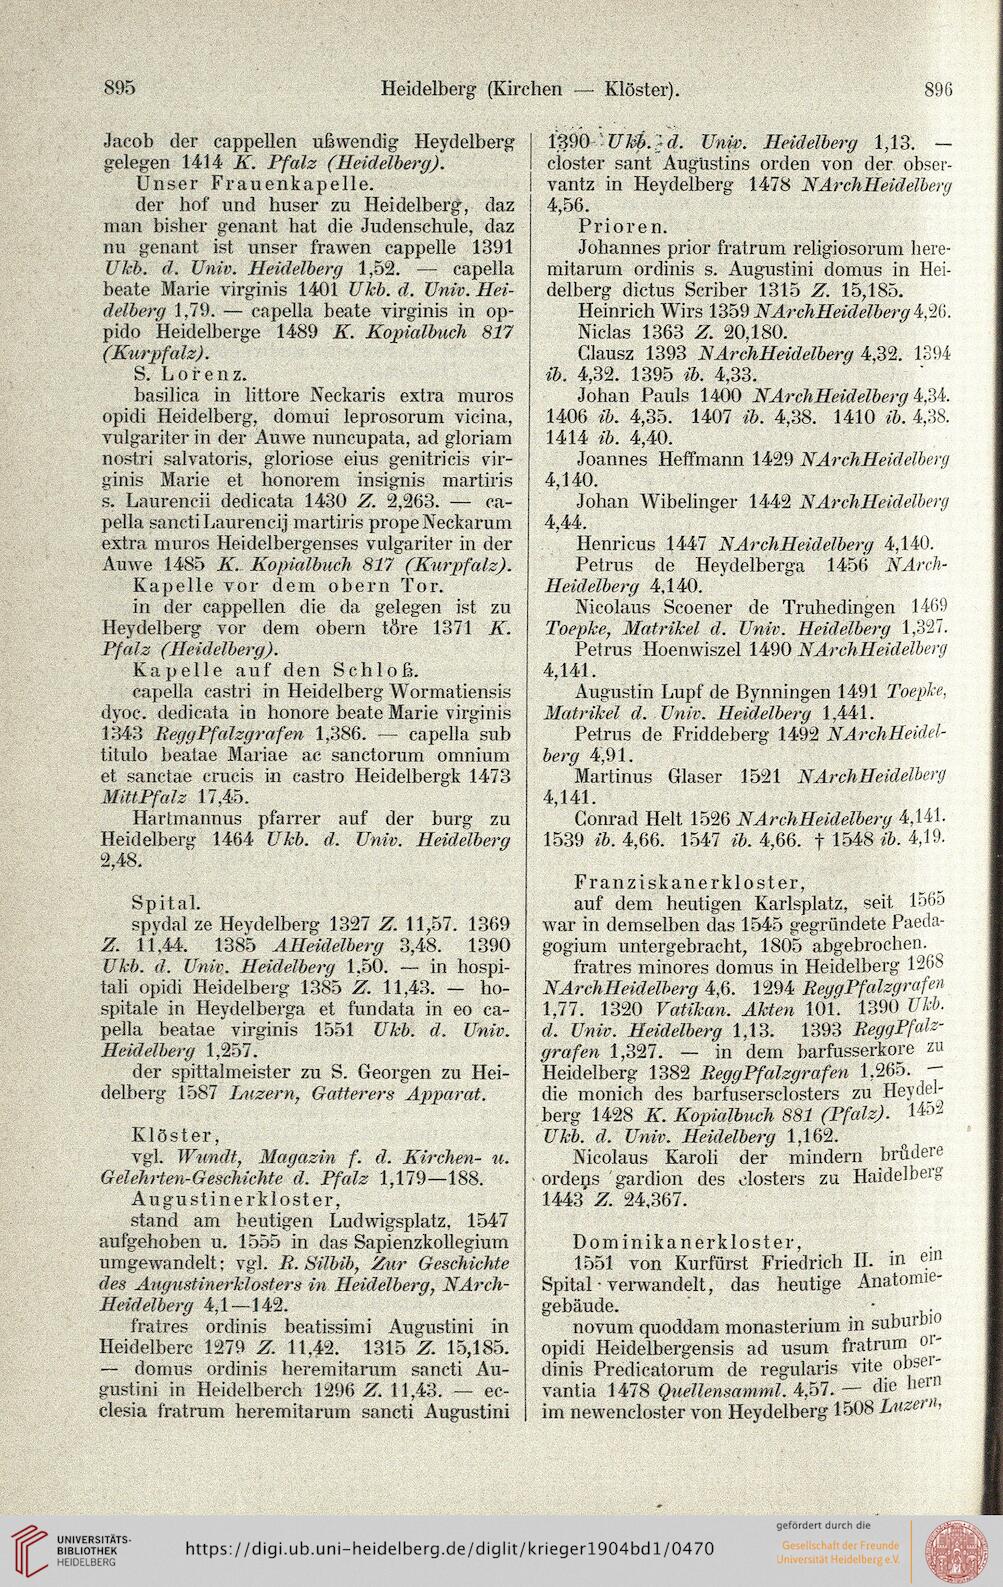 895
Heidelberg (Kirchen — Klöster).
896
Jacob der cappellen ußwendig Heydelberg
gelegen 1414 K. Pfalz (Heidelberg).
Unser Frauenkapelle.
der hof und huser zu Heidelberg, daz
man bisher genant hat die Judenschule, daz
nu genant ist unser frawen cappelle 1391
Ukb. d. Univ. Heidelberg 1,52. — capella
beate Marie virginis 1401 Ukb. d. Univ. Hei-
delberg 1,79. — capella beate virginis in op-
pido Heidelberge 1489 K. Kopialbuch 817
(Kurpfalz).
S. Lorenz.
basilica in littore Neckaris extra muros
opidi Heidelberg, domui leprosorum vicina,
vulgariter in der Auwe nuncupata, ad gloriam
nostri salvatoris, gloriose eius genitricis vir-
ginis Marie et honorem insignis martiris
s. Laurencii dedicata 1430 Z. 2,263. — ca-
pella sancti Laurencij martiris prope Neckarum
extra muros Heidelbergenses vulgariter in der
Auwe 1485 K. Kopialbuch 817 (Kurpfalz).
Kapelle vor dem obern Tor.
in der cappellen die da gelegen ist zu
Heydelberg vor dem obern tore 1371 K.
Pfalz (Heidelberg).
Kapelle auf den Schloß.
capella castri in Heidelberg Wormatiensis
dyoc. dedicata in honore beate Marie virginis
1343 ReggPfalzgrafen 1,386. — capella sub
titulo beatae Mariae ac sanctorum omnium
et sanctae crucis in castro Heidelbergk 1473
MittPfalz 17,45.
Hartmannus pfarrer auf der burg zu
Heidelberg 1464 Ukb. d. Univ. Heidelberg
2,48.
Spital.
spydal ze Heydelberg 1327 Z. 11,57. 1369
Z. 11,44. 1385 AHeidelberg 3,48. 1390
Ukb. d. Univ. Heidelberg 1,50. — in hospi-
tali opidi Heidelberg 1385 Z. 11,43. — ho-
spitale in Heydelberga et fundata in eo ca-
pella beatae virginis 1551 Ukb. d. Univ.
Heidelberg 1,257.
der spittalmeister zu S. Georgen zu Hei-
delberg 1587 Luzern, Gatterers Apparat.
Klöster,
vgl. Wundt, Magazin f. d. Kirchen- u.
Gelehrten-Geschichte d. Pfalz 1,179—188.
Augustinerkloster,
stand am heutigen Ludwigsplatz, 1547
aufgehoben u. 1555 in das Sapienzkollegium
umgewandelt; vgl. R. Silbib, Zur Geschichte
des Augustinerklosters in Heidelberg, NArch-
Heidelberg 4,1—142.
fratres ordinis beatissimi Augustini in
Heidelberc 1279 Z. 11,42. 1315 Z. 15,185.
— domus ordinis heremitarum sancti Au-
gustini in Heidelberch 1296 Z. 11,43. — ec-
clesia fratrum heremitarum sancti Augustini
1390 Ukb. d. Univ. Heidelberg 1,13. —
closter sant Augustins orden von der obser-
vantz in Heydelberg 1478 NArchHeidelberg
4,56.
Prioren.
Johannes prior fratrum religiosorum here-
mitarum ordinis s. Augustini domus in Hei-
delberg dictus Scriber 1315 Z. 15,185.
Heinrich Wirs 1359 NArchHeidelberg 4,26.
Niclas 1363 Z. 20,180.
Clausz 1393 NArchHeidelberg 4,32. 1394
ib. 4,32. 1395 ib. 4,33.
Johan Pauls 1400 NArchHeidelberg 4,34.
1406 ib. 4,35. 1407 ib. 4,38. 1410 ib. 4,38.
1414 ib. 4,40.
Joannes Heffmann 1429 NArchHeidelberg
4,140.
Johan Wibelinger 1442 NArchHeidelberg
4,44.
Henricus 1447 NArchHeidelberg 4,140.
Petrus de Heydelberga 1456 NArch-
Heidelberg 4,140.
Nicolaus Scoener de Truhedingen 1469
Toepke, Matrikel d. Univ. Heidelberg 1,327.
Petrus Hoenwiszel 1490 NArchHeidelberg
4,141.
Augustin Lupf de Bynningen 1491 Toepke,
Matrikel d. Univ. Heidelberg 1,441.
Petrus de Friddeberg 1492 NArchHeidel-
berg 4,91.
Martinus Glaser 1521 NArchHeidelberg
4,141.
Conrad Helt 1526 NArchHeidelberg 4,141.
1539 ib. 4,66. 1547 ib. 4,66. † 1548 ib. 4,19.
Franziskanerkloster,
auf dem heutigen Karlsplatz, seit 1565
war in demselben das 1545 gegründete Paeda-
gogium untergebracht, 1805 abgebrochen.
fratres minores domus in Heidelberg 1268
NArchHeidelberg 4,6. 1294 ReggPfalzgrafen
1,77. 1320 Vatikan. Akten 101. 1390 Ukb.
d. Univ. Heidelberg 1,13. 1393 ReggPfalz-
grafen 1,327. — in dem barfusserkore zu
Heidelberg 1382 ReggPfalzgrafen 1,265. —
die monich des barfusersclosters zu Heydel-
berg 1428 K. Kopialbuch 881 (Pfalz). 1452
Ukb. d. Univ. Heidelberg 1,162.
Nicolaus Karoli der mindern brůdere
ordens gardion des closters zu Haidelberg
1443 Z. 24,367.
Dominikanerkloster,
1551 von Kurfürst Friedrich II. in ein
Spital verwandelt, das heutige Anatomie-
gebäude.
novum quoddam monasterium in suburbio
opidi Heidelbergensis ad usum fratrum or-
dinis Predicatorum de regularis vite obser-
vantia 1478 Quellensamml. 4,57. — die hern
im newencloster von Heydelberg 1508 Luzern,
UNIVERSITÄTS-
BIBLIOTHEK
HEIDELBERG
https://digi.ub.uni-heidelberg.de/diglit/krieger1904bd1/0470
gefördert durch die
Gesellschaft der Freunde
Universität Heidelberg e.V.